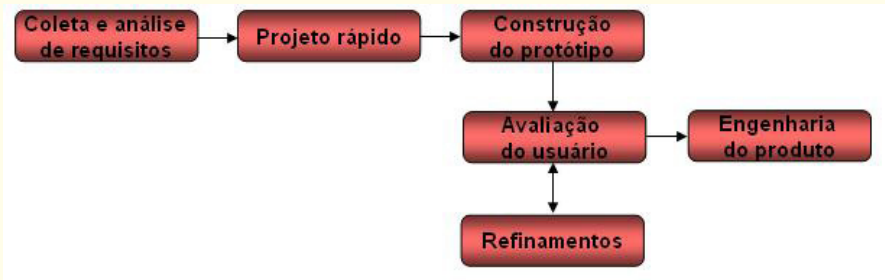 Coleta e análise
de requisitos
Projeto rápido
Construção
do protótipo
Avaliação
do usuário
Engenharia
do produto
Refinamentos